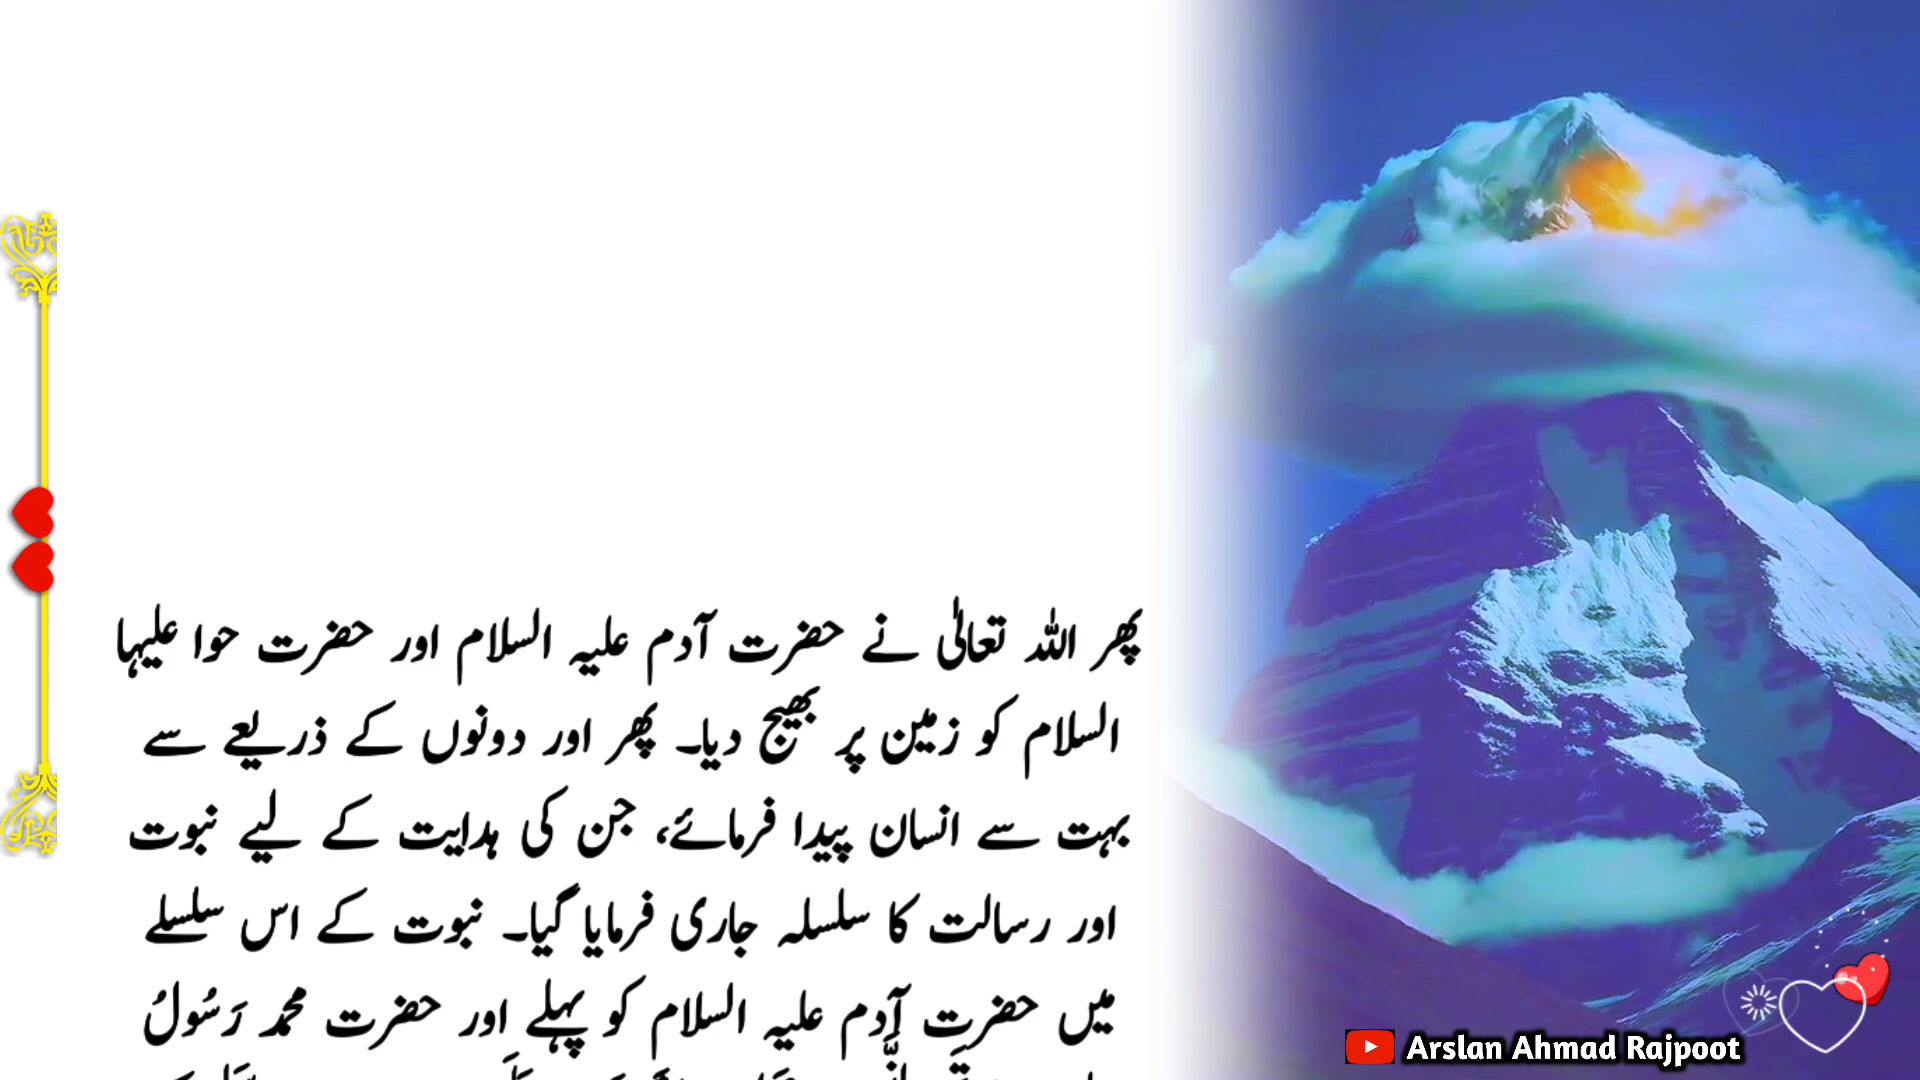 پھر اللہ تعالیٰ نے حضرت آدم علیہ السلام اور حضرت حوا علیہا
السلام کو زمین پر بھیج دیا۔ پھر اور دونوں کے ذریعے سے
بہت سے انسان پیدا فرمائے، جن کی ہدایت کے لیے نبوت
اور رسالت کا سلسلہ جاری فرمایا گیا۔ نبوت کے اس سلسلے
میں حضرت آدم علیہ السلام کو پہلے اور حضرت محمد رَسُولُ
Arslan Ahmad Rajpoot